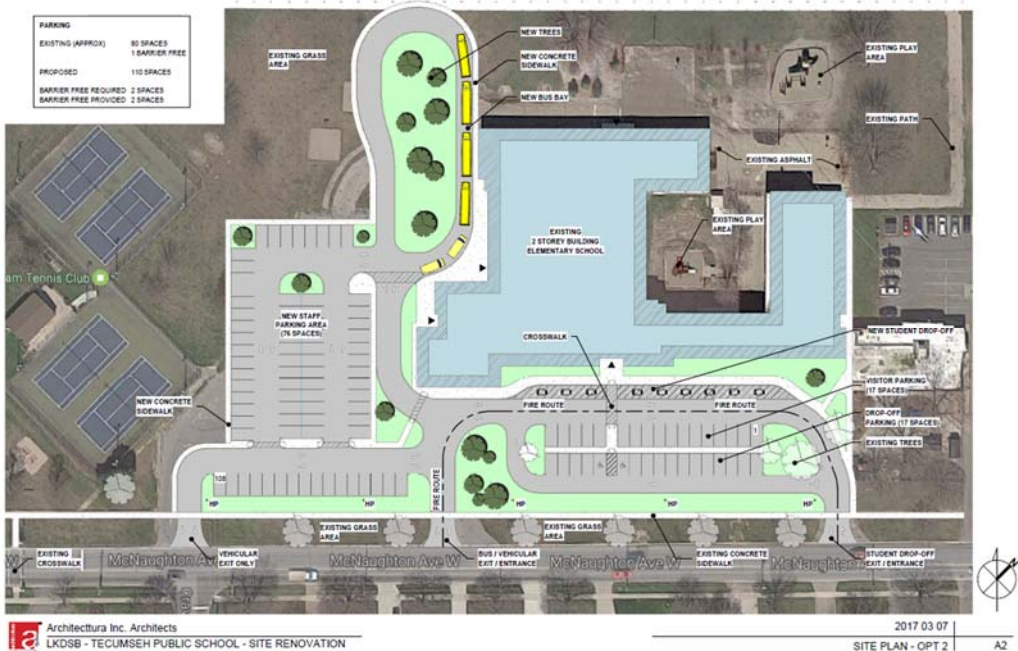 PARKING
EXISTING (APPROX) 80 SPACES
1 BARRIER FREE
PROPOSED 110 SPACES
BARRIER FREE REQUIRED 2 SPACES
BARRIER FREE PROVIDED 2 SPACES
EXISTING GRASS
AREA
NEW TREES
NEW CONCRETE
SIDEWALK
NEW BUS BAY
EXISTING PLAY
AREA
EXISTING PATH
EXISTING ASPHALT
EXISTING PLAY
AREA
EXISTING
2 STOREY BUILDING
ELEMENTARY SCHOOL
am Tennis Club
NEW STAFF
PARKING AREA
(76 SPACES)
CROSSWALK
NEW STUDENT DROP-OFF
VISITOR PARKING
(17 SPACES)
NEW CONCRETE
SIDEWALK
FIRE ROUTE
FIRE ROUTE
DROP-OFF
PARKING (17 SPACES)
1
EXISTING TREES
108
FIRE ROUTE
HP
HP
HP
HP
HP
EXISTING GRASS
AREA
EXISTING GRASS
AREA
EXISTING
CROSSWALK
McNaughton Ave W
VEHICULAR
EXIT ONLY
McNaughton Ave W
BUS / VEHICULAR
EXIT / ENTRANCE
McNaughton Ave W
EXISTING CONCRETE
SIDEWALK
McNaughton A
STUDENT DROP-OFF
EXIT / ENTRANCE
Architecttura Inc. Architects
LKDSB - TECUMSEH PUBLIC SCHOOL - SITE RENOVATION
2017 03 07
SITE PLAN - OPT 2
A2